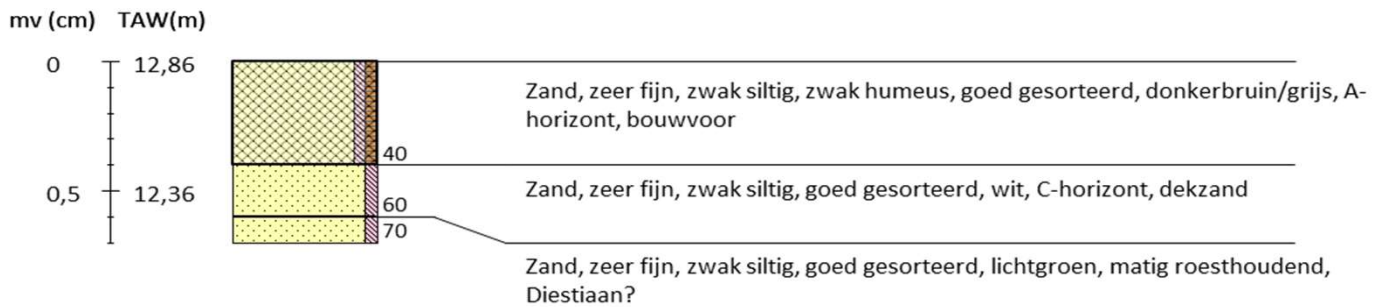 mv (cm) TAW(m)
0 12,86
Zand, zeer fijn, zwak siltig, zwak humeus, goed gesorteerd, donkerbruin/grijs, A-
horizont, bouwvoor
40
0,5 12,36
Zand, zeer fijn, zwak siltig, goed gesorteerd, wit, C-horizont, dekzand
60
70
Zand, zeer fijn, zwak siltig, goed gesorteerd, lichtgroen, matig roesthoudend,
Diestiaan?